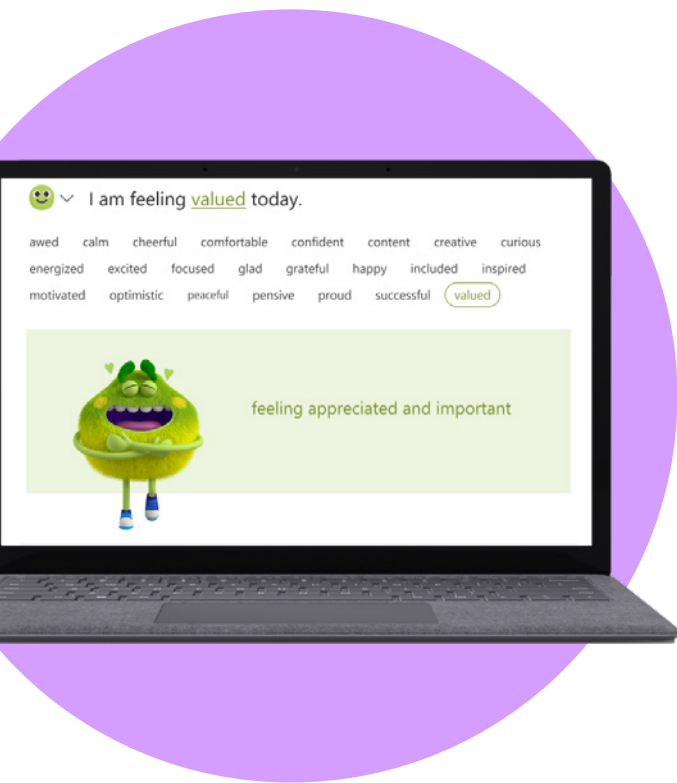 I am feeling valued today.
awed calm cheerful comfortable confident content creative curious
energized excited focused glad grateful happy included inspired
motivated optimistic peaceful pensive proud successful valued
feeling appreciated and important